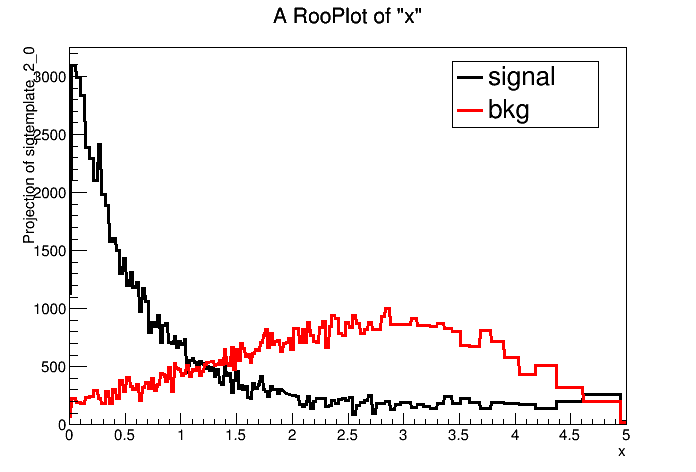 A RooPlot of "x"
Projection of sigtemplate_2_0
3000
2500
2000
1500
1000
500
0
signal
bkg
0 0.5 1 1.5 2 2.5 3 3.5 4 4.5 5
x